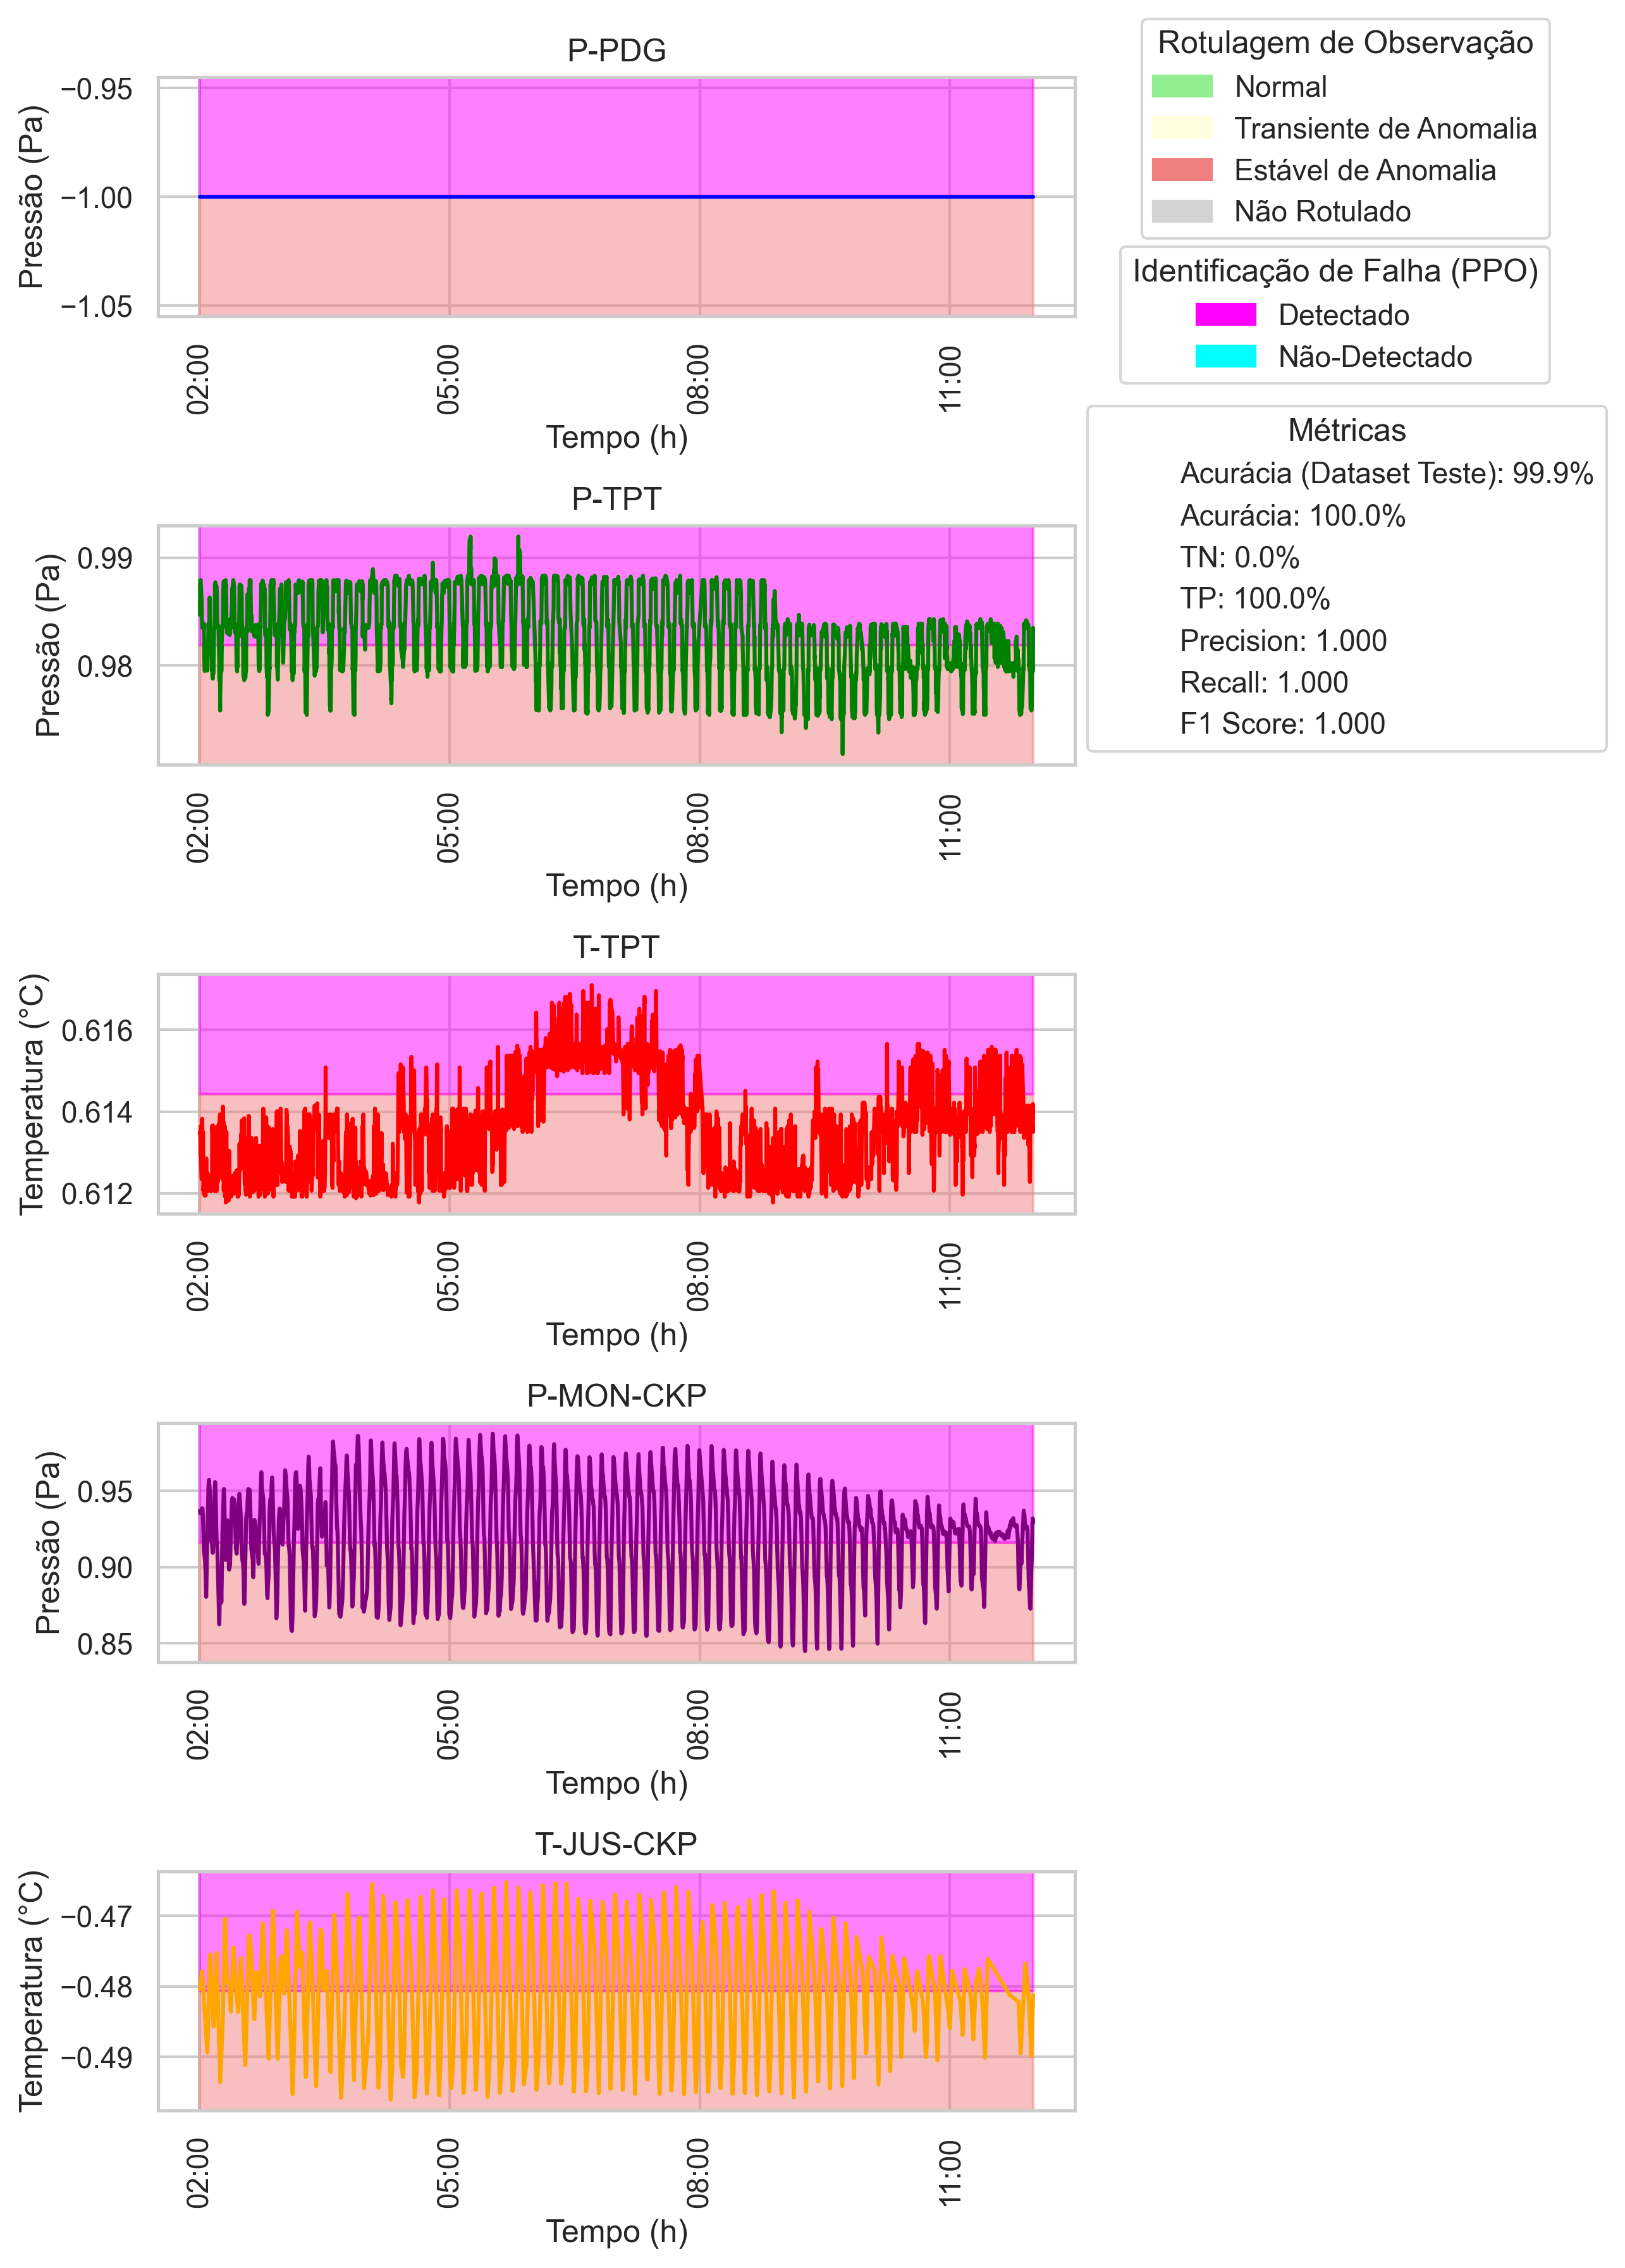 P-PDG
Pressão (Pa)
−0.95
−1.00
−1.05
02:00
05:00
08:00
11:00
Tempo (h)
Rotulagem de Observação
Normal
Transiente de Anomalia
Estável de Anomalia
Não Rotulado
Identificação de Falha (PPO)
Detectado
Não-Detectado
Métricas
Acurácia (Dataset Teste): 99.9%
Acurácia: 100.0%
TN: 0.0%
TP: 100.0%
Precision: 1.000
Recall: 1.000
F1 Score: 1.000
P-TPT
Pressão (Pa)
0.99
0.98
02:00
05:00
08:00
11:00
Tempo (h)
T-TPT
Temperatura (°C)
0.616
0.614
0.612
02:00
05:00
08:00
11:00
Tempo (h)
P-MON-CKP
Pressão (Pa)
0.95
0.90
0.85
02:00
05:00
08:00
11:00
Tempo (h)
T-JUS-CKP
Temperatura (°C)
−0.47
−0.48
−0.49
02:00
05:00
08:00
11:00
Tempo (h)